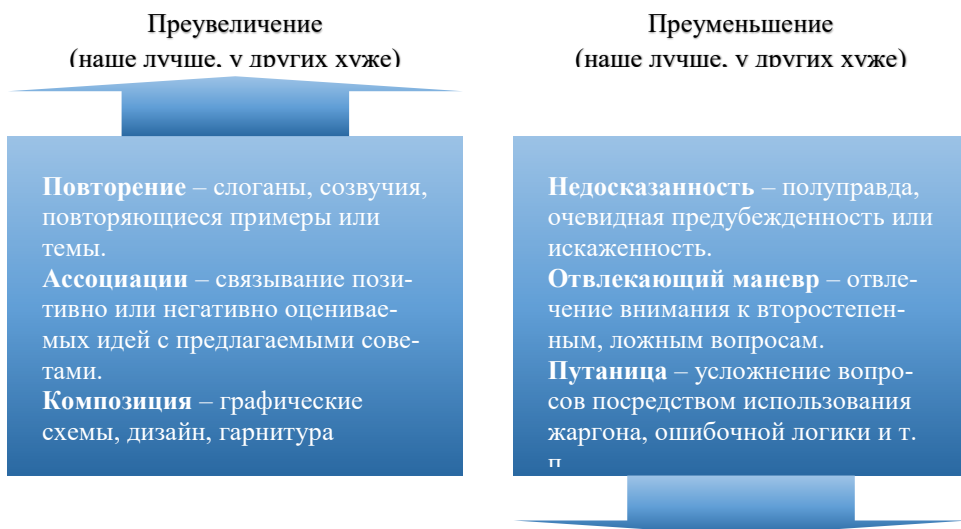 Преувеличение
(наше лучше, у других хуже)
Повторение – слоганы, созвучия,
повторяющиеся примеры или
темы.
Ассоциации – связывание пози-
тивно или негативно оценивае-
мых идей с предлагаемыми сове-
тами.
Композиция – графические
схемы, дизайн, гарнитура
Преуменьшение
(наше лучше, у других хуже)
Недосказанность – полуправда,
очевидная предубежденность или
искаженность.
Отвлекающий маневр – отвле-
чение внимания к второстепен-
ным, ложным вопросам.
Путаница – усложнение вопро-
сов посредством использования
жаргона, ошибочной логики и т.
п